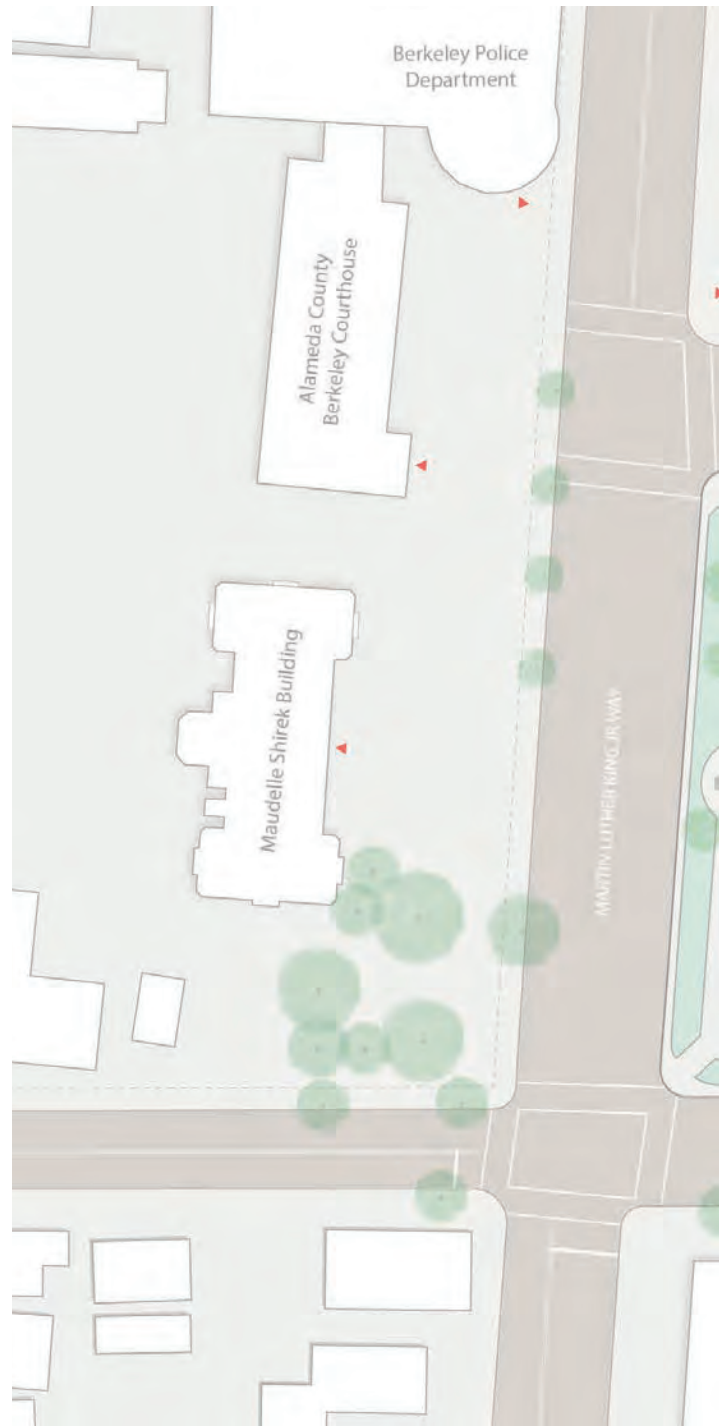 Berkeley Police
Department
Alameda County
Berkeley Courthouse
Maudelle Shirek Building
MARTIN LUTHER KING JR WAY